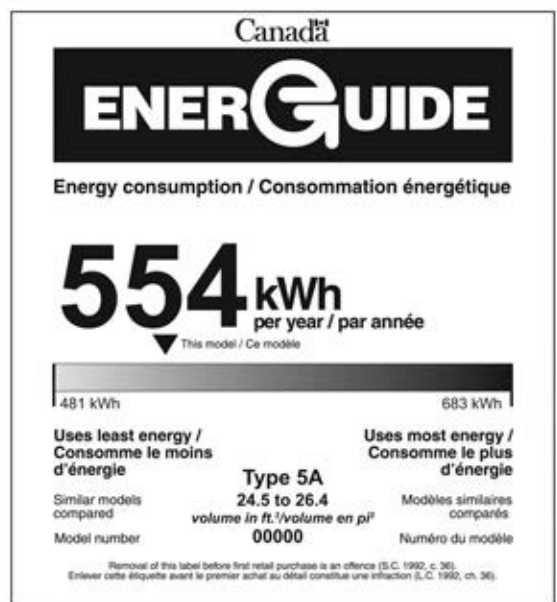 Canada
ENERGUIDE
Energy consumption / Consommation énergétique
554 kWh
per year / par année
This model / Ce modèle
481 kWh 683 kWh
Uses least energy / Uses most energy /
Consomme le moins Consomme le plus
d'énergie d'énergie
Type 5A
Similar models 24.5 to 26.4 Modèles similaires
compared volume in ft.³/volume en pi³ comparés
Model number 00000 Numéro du modèle
Removal of this label before first retail purchase is an offence (S.C. 1992, c. 36).
Enlever cette étiquette avant le premier achat au détail constitue une infraction (L.C. 1992, ch. 36).